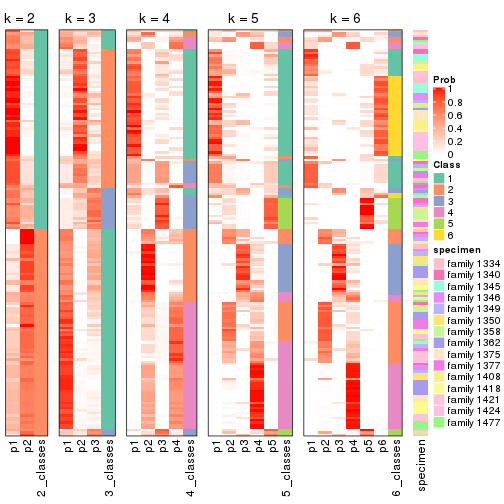 k = 2
k = 3
k = 4
k = 5
k = 6
p1
p2
2_classes
p1
p2
p3
3_classes
p1
p2
p3
p4
4_classes
p1
p2
p3
p4
p5
5_classes
p1
p2
p3
p4
p5
p6
6_classes
specimen
Prob
1
0.8
0.6
0.4
0.2
0
Class
1
2
3
4
5
6
specimen
family 1334
family 1340
family 1345
family 1346
family 1349
family 1350
family 1358
family 1362
family 1375
family 1377
family 1408
family 1418
family 1421
family 1424
family 1477